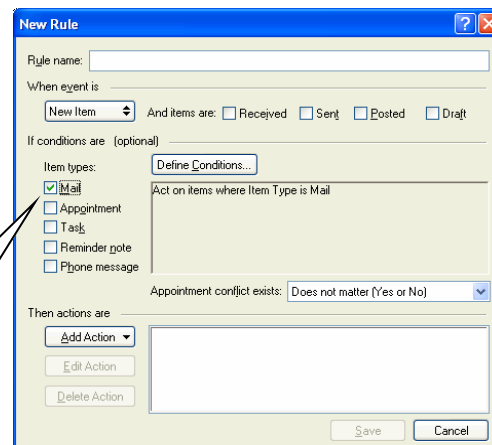 New Rule
Rule name:
When event is
New Item And items are: Received Sent Posted Draft
If conditions are (optional)
Item types: Define Conditions...
Mail Act on items where Item Type is Mail
Appointment
Task
Reminder note
Phone message
Appointment conflict exists: Does not matter (Yes or No)
Then actions are
Add Action
Edit Action
Delete Action
Save Cancel